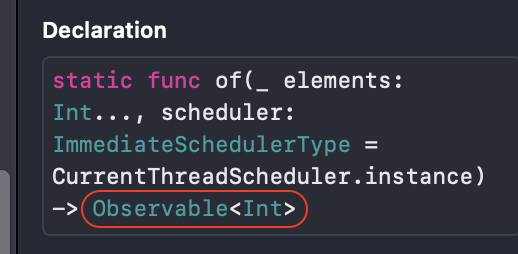 Declaration
static func of(_ elements:
Int..., scheduler:
ImmediateSchedulerType =
CurrentThreadScheduler.instance)
-> Observable<Int>